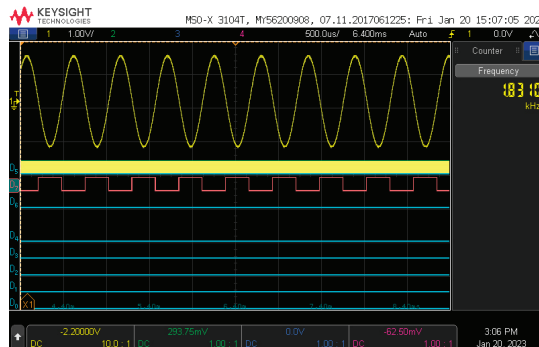 KEYSIGHT
TECHNOLOGIES
MSO-X 3104T, MY56200908, 07.11.2017061225: Fri Jan 20 15:07:05 202
1 1.00V/ 2 3 4 500.0us/ 6.400ms Auto 1 0.0V
Counter
Frequency
1.8310
kHz
D5
D7
D6
D4
D3
D2
D1
D0 X1
-2.20000V 293.75mV 0.0V -62.50mV 3:06 PM
DC 10.0 : 1 DC 1.00 : 1 DC 1.00 : 1 DC 1.00 : 1 Jan 20, 2023